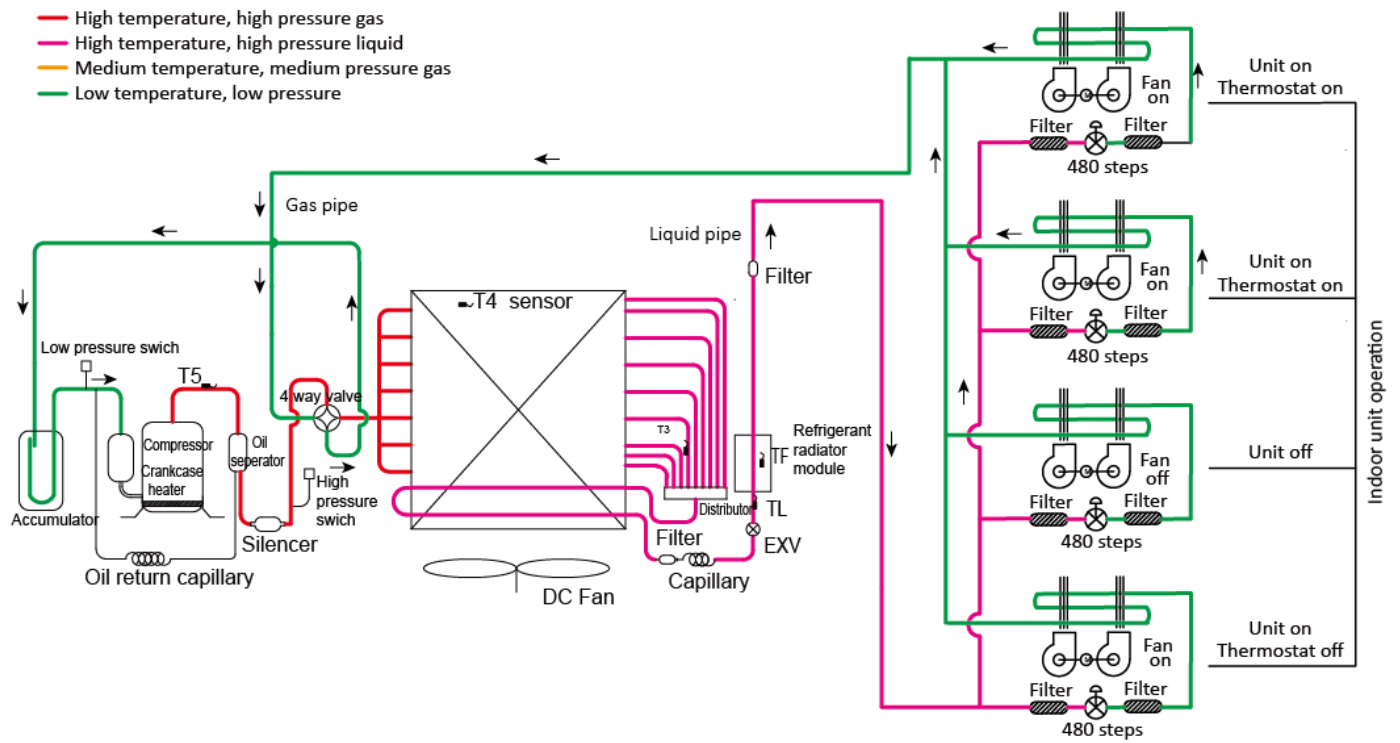 High temperature, high pressure gas
High temperature, high pressure liquid
Medium temperature, medium pressure gas
Low temperature, low pressure
Gas pipe
Liquid pipe
Filter
T4 sensor
Low pressure swich
T5
4 way valve
Compressor
Crankcase
heater
Oil
seperator
High
pressure
swich
Accumulator
Silencer
Oil return capillary
T3
TF
Refrigerant
radiator
module
Distributor
TL
EXV
Filter
Capillary
DC Fan
Fan
on
Filter
Filter
480 steps
Unit on
Thermostat on
Fan
on
Filter
Filter
480 steps
Unit on
Thermostat on
Fan
off
Filter
Filter
480 steps
Unit off
Fan
on
Filter
Filter
480 steps
Unit on
Thermostat off
Indoor unit operation